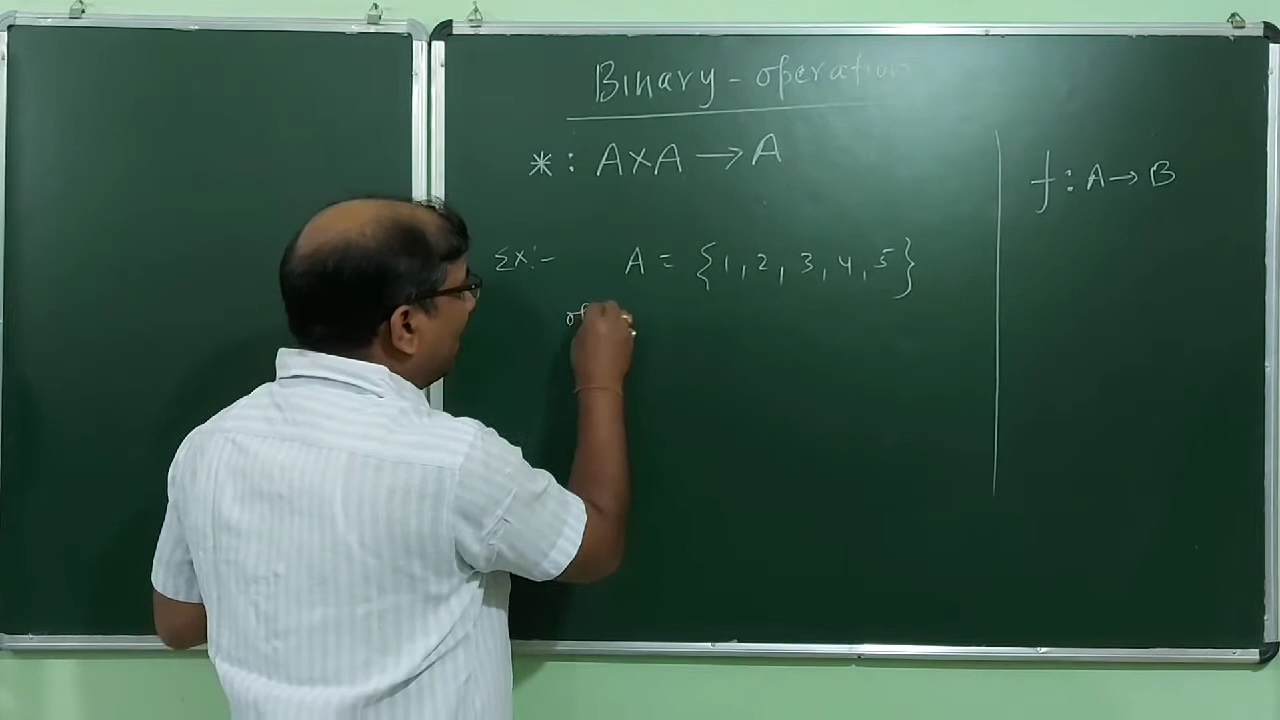 Binary - operation
* : A×A → A
Ex:- A = {1, 2, 3, 4, 5}
f : A → B